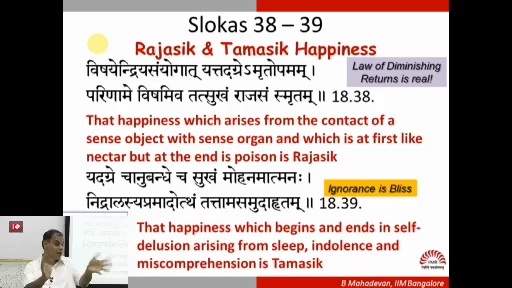 Slokas 38 – 39
Rajasik & Tamasik Happiness
विषयेन्द्रियसंयोगात् यत्तदग्रेऽमृतोपमम्।
Law of Diminishing
Returns is real!
परिणामे विषमिव तत्सुखं राजसं स्मृतम्॥ 18.38.
That happiness which arises from the contact of a
sense object with sense organ and which is at first like
nectar but at the end is poison is Rajasik
यदग्रे चानुबन्धे च सुखं मोहनमात्मनः।
Ignorance is Bliss
निद्रालस्यप्रमादोत्थं तत्तामसमुदाहृतम्॥ 18.39.
That happiness which begins and ends in self-
delusion arising from sleep, indolence and
miscomprehension is Tamasik
B Mahadevan, IIM Bangalore